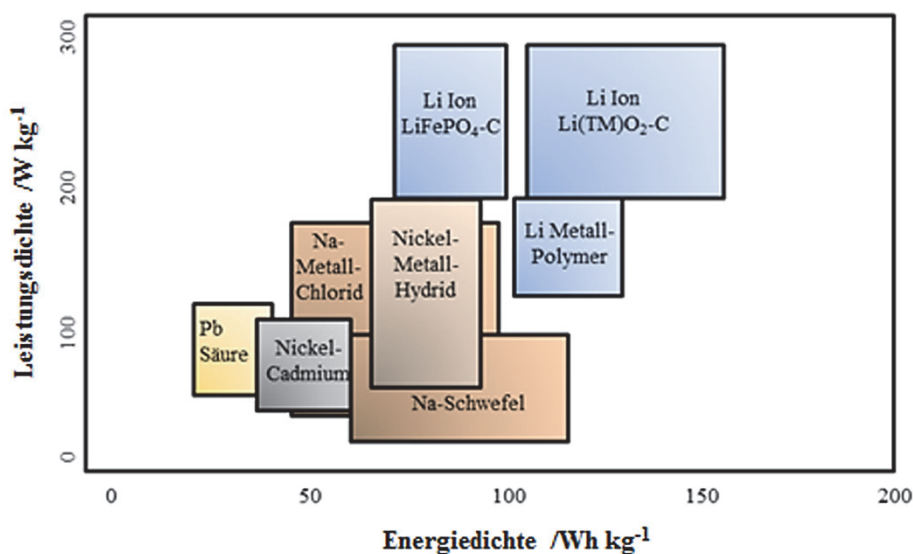 300
200
100
0
Leistungsdichte /W kg⁻¹
Li Ion
LiFePO₄-C
Li Ion
Li(TM)O₂-C
Na-
Metall-
Chlorid
Nickel-
Metall-
Hydrid
Li Metall-
Polymer
Pb
Säure
Nickel-
Cadmium
Na-Schwefel
0
50
100
150
200
Energiedichte /Wh kg⁻¹